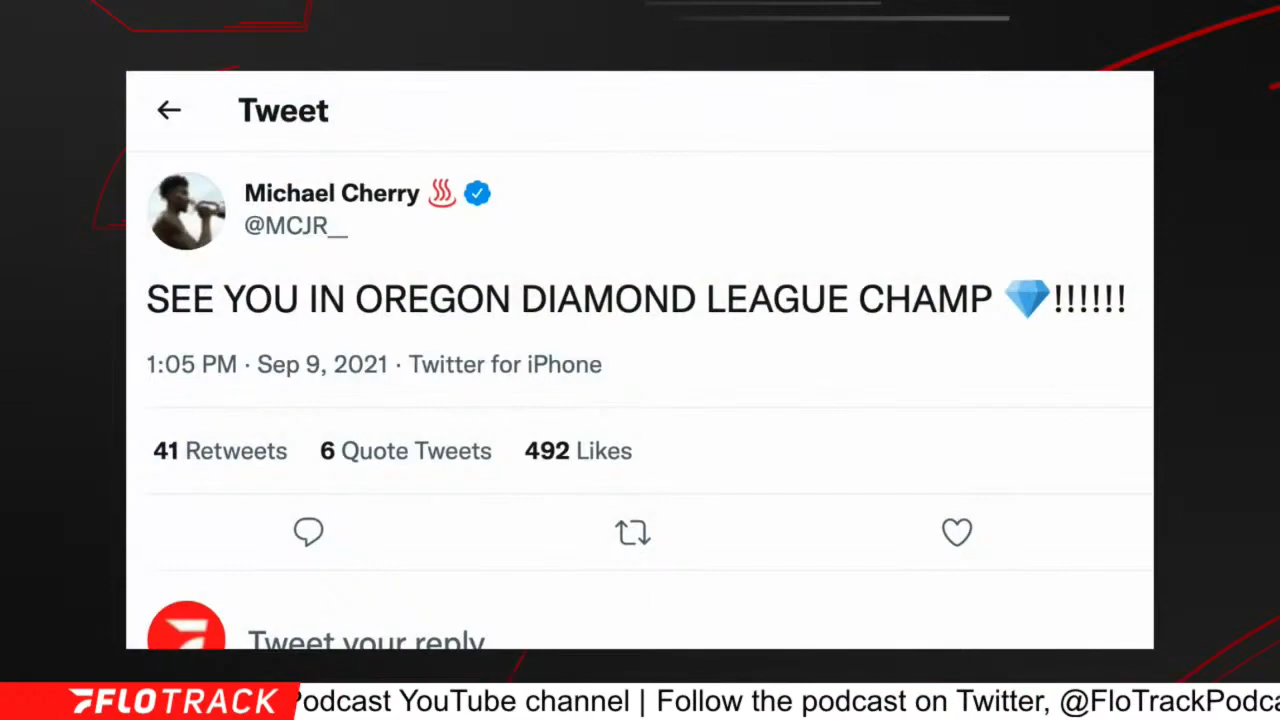 Tweet
Michael Cherry ♨️
@MCJR__
SEE YOU IN OREGON DIAMOND LEAGUE CHAMP 💎!!!!!!
1:05 PM · Sep 9, 2021 · Twitter for iPhone
41 Retweets 6 Quote Tweets 492 Likes
Tweet your reply
FLOTRACK Podcast YouTube channel | Follow the podcast on Twitter, @FloTrackPodca